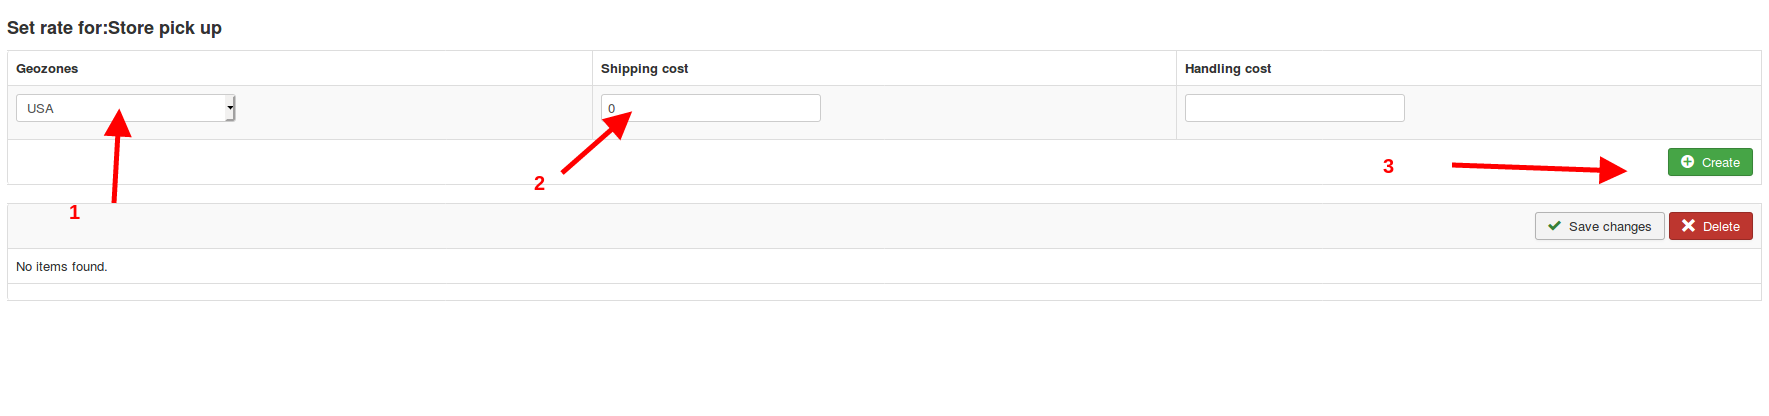 Set rate for:Store pick up
Geozones Shipping cost Handling cost
USA 0
Create
1 2 3
Save changes Delete
No items found.